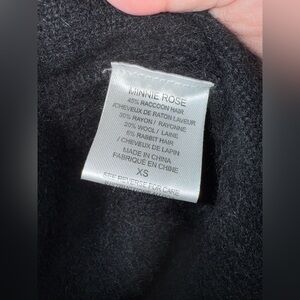 MINNIE ROSE
45% RACCOON HAIR
/CHEVEUX DE RATON LAVEUR
30% RAYON / RAYONNE
20% WOOL / LAINE
5% RABBIT HAIR
/ CHEVEUX DE LAPIN
MADE IN CHINA
FABRIQUÉ EN CHINE
XS
SEE REVERSE FOR CARE